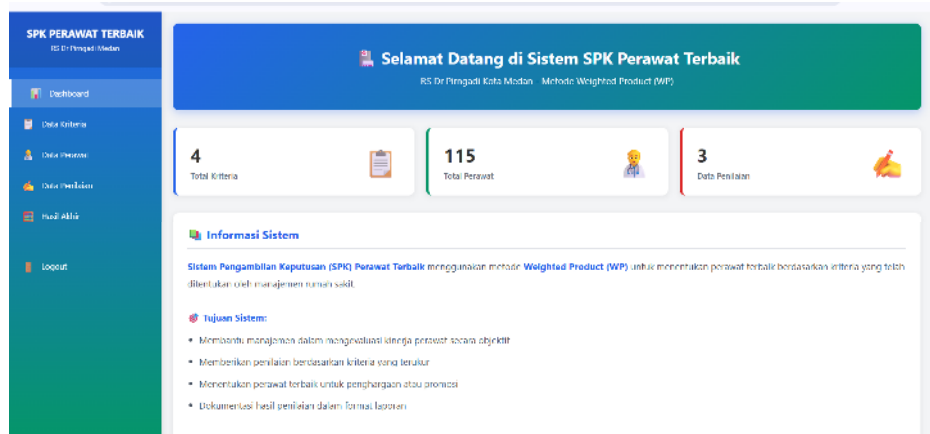 SPK PERAWAT TERBAIK
RS Dr Pirngadi Medan
Dashboard
Data Kriteria
Data Perawat
Data Penilaian
Hasil Akhir
Logout
Selamat Datang di Sistem SPK Perawat Terbaik
RS Dr Pirngadi Kota Medan - Metode Weighted Product (WP)
4
Total Kriteria
115
Total Perawat
3
Data Penilaian
Informasi Sistem
Sistem Pengambilan Keputusan (SPK) Perawat Terbaik menggunakan metode Weighted Product (WP) untuk menentukan perawat terbaik berdasarkan kriteria yang telah
ditentukan oleh manajemen rumah sakit.
Tujuan Sistem:
• Membantu manajemen dalam mengevaluasi kinerja perawat secara objektif
• Memberikan penilaian berdasarkan kriteria yang terukur
• Menentukan perawat terbaik untuk penghargaan atau promosi
• Dokumentasi hasil penilaian dalam format laporan